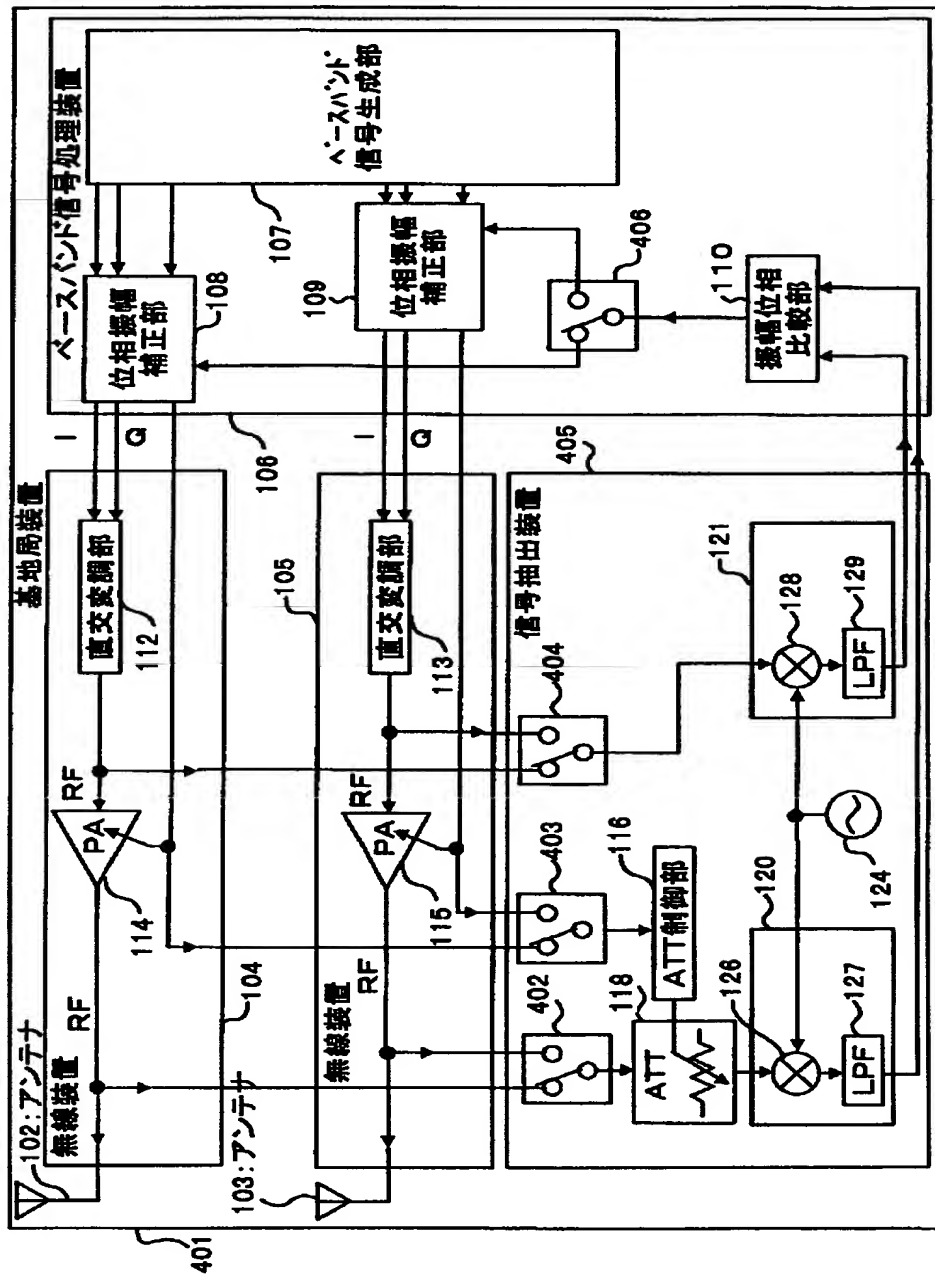 基地局装置
401
102:アンテナ
無線装置
RF
104
PA
114
RF
直交変調部
112
I
Q
ベースバンド信号処理装置
106
位相振幅
補正部
108
ベースバンド
信号生成部
107
103:アンテナ
無線装置
RF
105
PA
115
RF
直交変調部
113
I
Q
位相振幅
補正部
109
406
振幅位相
比較部
110
信号抽出装置
405
402
403
404
ATT
118
ATT制御部
116
120
126
LPF
127
124
121
128
LPF
129